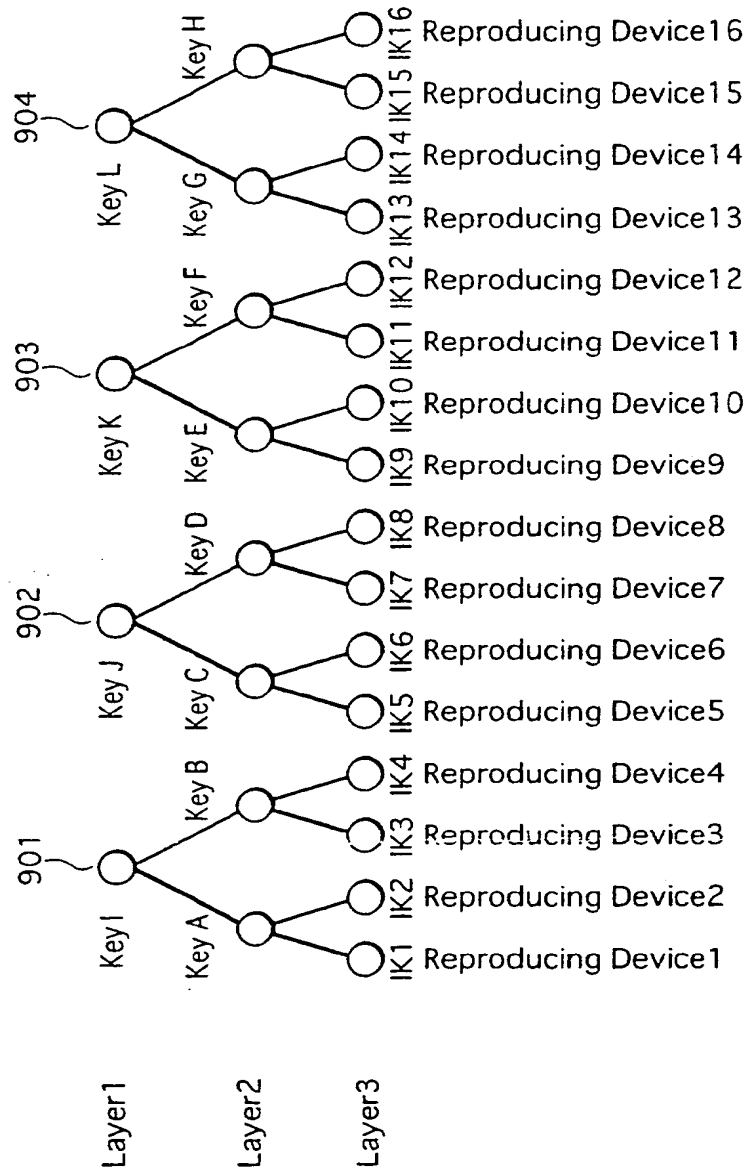 901
902
903
904
Layer1
Key I
Key J
Key K
Key L
Layer2
Key A
Key B
Key C
Key D
Key E
Key F
Key G
Key H
Layer3
IK1
IK2
IK3
IK4
IK5
IK6
IK7
IK8
IK9
IK10
IK11
IK12
IK13
IK14
IK15
IK16
Reproducing Device1
Reproducing Device2
Reproducing Device3
Reproducing Device4
Reproducing Device5
Reproducing Device6
Reproducing Device7
Reproducing Device8
Reproducing Device9
Reproducing Device10
Reproducing Device11
Reproducing Device12
Reproducing Device13
Reproducing Device14
Reproducing Device15
Reproducing Device16